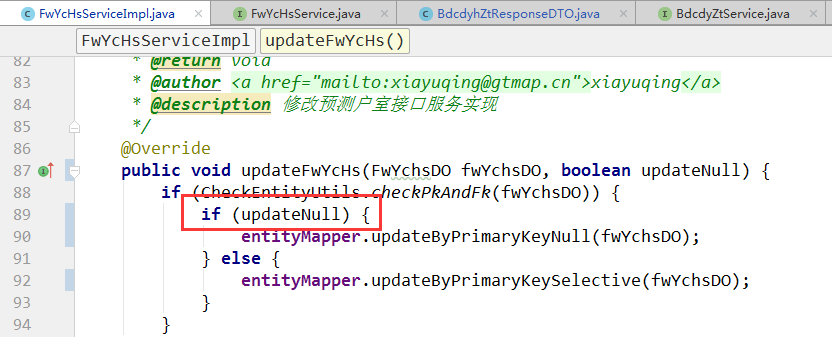 FwYcHsServiceImpl.java FwYcHsService.java BdcdyhZtResponseDTO.java BdcdyZtService.java
FwYcHsServiceImpl updateFwYcHs()
82 * @return void
83 * @author <a href="mailto:xiayuqing@gtmap.cn">xiayuqing</a>
84 * @description 修改预测户室接口服务实现
85 */
86 @Override
87 public void updateFwYcHs(FwYchsDO fwYchsDO, boolean updateNull) {
88 if (CheckEntityUtils.checkPkAndFk(fwYchsDO)) {
89 if (updateNull) {
90 entityMapper.updateByPrimaryKeyNull(fwYchsDO);
91 } else {
92 entityMapper.updateByPrimaryKeySelective(fwYchsDO);
93 }
94 }